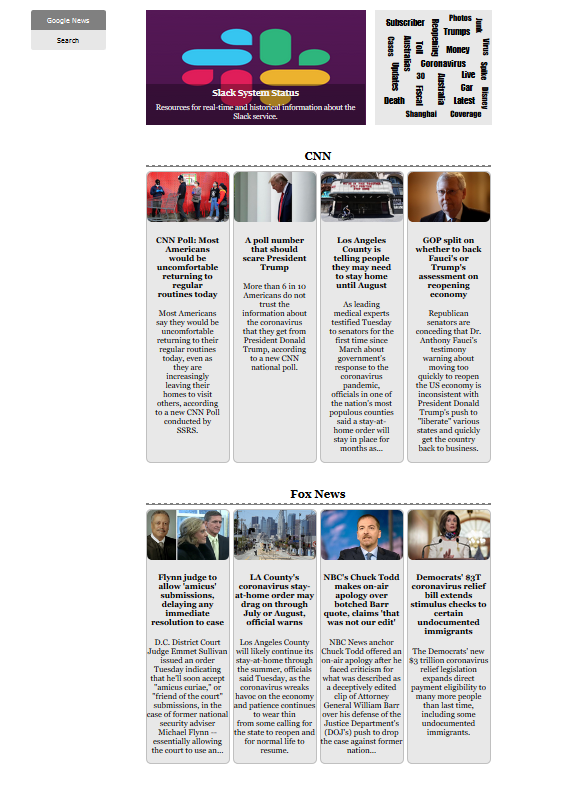 Google News
Search
Slack System Status
Resources for real-time and historical information about the
Slack service.
Subscriber
Photos
Junk
Cases
Australias
Toll
Reopening
Trumps
Virus
Money
Updates
Coronavirus
30
Live
Spike
Death
Fiscal
Australia
Car
Latest
Disney
Shanghai
Coverage
CNN
CNN Poll: Most
Americans
would be
uncomfortable
returning to
regular
routines today
Most Americans
say they would be
uncomfortable
returning to their
regular routines
today, even as
they are
increasingly
leaving their
homes to visit
others, according
to a new CNN Poll
conducted by
SSRS.
A poll number
that should
scare President
Trump
More than 6 in 10
Americans do not
trust the
information about
the coronavirus
that they get from
President Donald
Trump, according
to a new CNN
national poll.
Los Angeles
County is
telling people
they may need
to stay home
until August
As leading
medical experts
testified Tuesday
to senators for the
first time since
March about
government's
response to the
coronavirus
pandemic,
officials in one of
the nation's most
populous counties
said a stay-at-
home order will
stay in place for
months as...
GOP split on
whether to back
Fauci's or
Trump's
assessment on
reopening
economy
Republican
senators are
conceding that Dr.
Anthony Fauci's
testimony
warning about
moving too
quickly to reopen
the US economy is
inconsistent with
President Donald
Trump's push to
"liberate" various
states and quickly
get the country
back to business.
Fox News
Flynn judge to
allow 'amicus'
submissions,
delaying any
immediate
resolution to case
D.C. District Court
Judge Emmet Sullivan
issued an order
Tuesday indicating
that he'll soon accept
"amicus curiae," or
"friend of the court"
submissions, in the
case of former national
security adviser
Michael Flynn --
essentially allowing
the court to use an...
LA County's
coronavirus stay-
at-home order may
drag on through
July or August,
official warns
Los Angeles County
will likely continue its
stay-at-home through
the summer, officials
said Tuesday, as the
coronavirus wreaks
havoc on the economy
and patience continues
to wear thin
from some calling for
the state to reopen and
for normal life to
resume.
NBC's Chuck Todd
makes on-air
apology over
botched Barr
quote, claims 'that
was not our edit'
NBC News anchor
Chuck Todd offered an
on-air apology after he
faced criticism for
what was described as
a deceptively edited
clip of Attorney
General William Barr
over his defense of the
Justice Department's
(DOJ's) push to drop
the case against former
nation...
Democrats' $3T
coronavirus relief
bill extends
stimulus checks to
certain
undocumented
immigrants
The Democrats' new
$3 trillion coronavirus
relief legislation
expands direct
payment eligibility to
many more people
than last time,
including some
undocumented
immigrants.